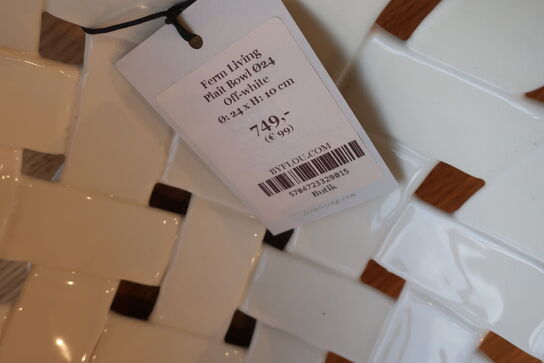 Ferm Living
Plait Bowl Ø24
Off-white
Ø: 24 x H: 10 cm
749,-
(€ 99)
BYFLOU.COM
5704723329015
Butik
fermliving.com